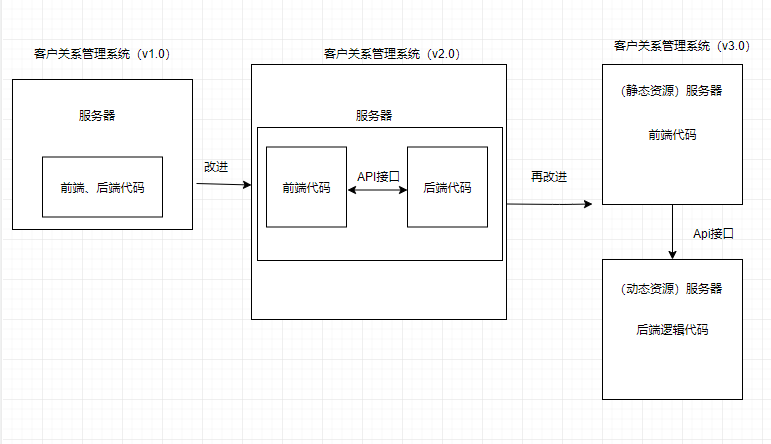 客户关系管理系统（v1.0）
服务器
前端、后端代码
改进
客户关系管理系统（v2.0）
服务器
前端代码
API接口
后端代码
再改进
客户关系管理系统（v3.0）
（静态资源）服务器
前端代码
Api接口
（动态资源）服务器
后端逻辑代码